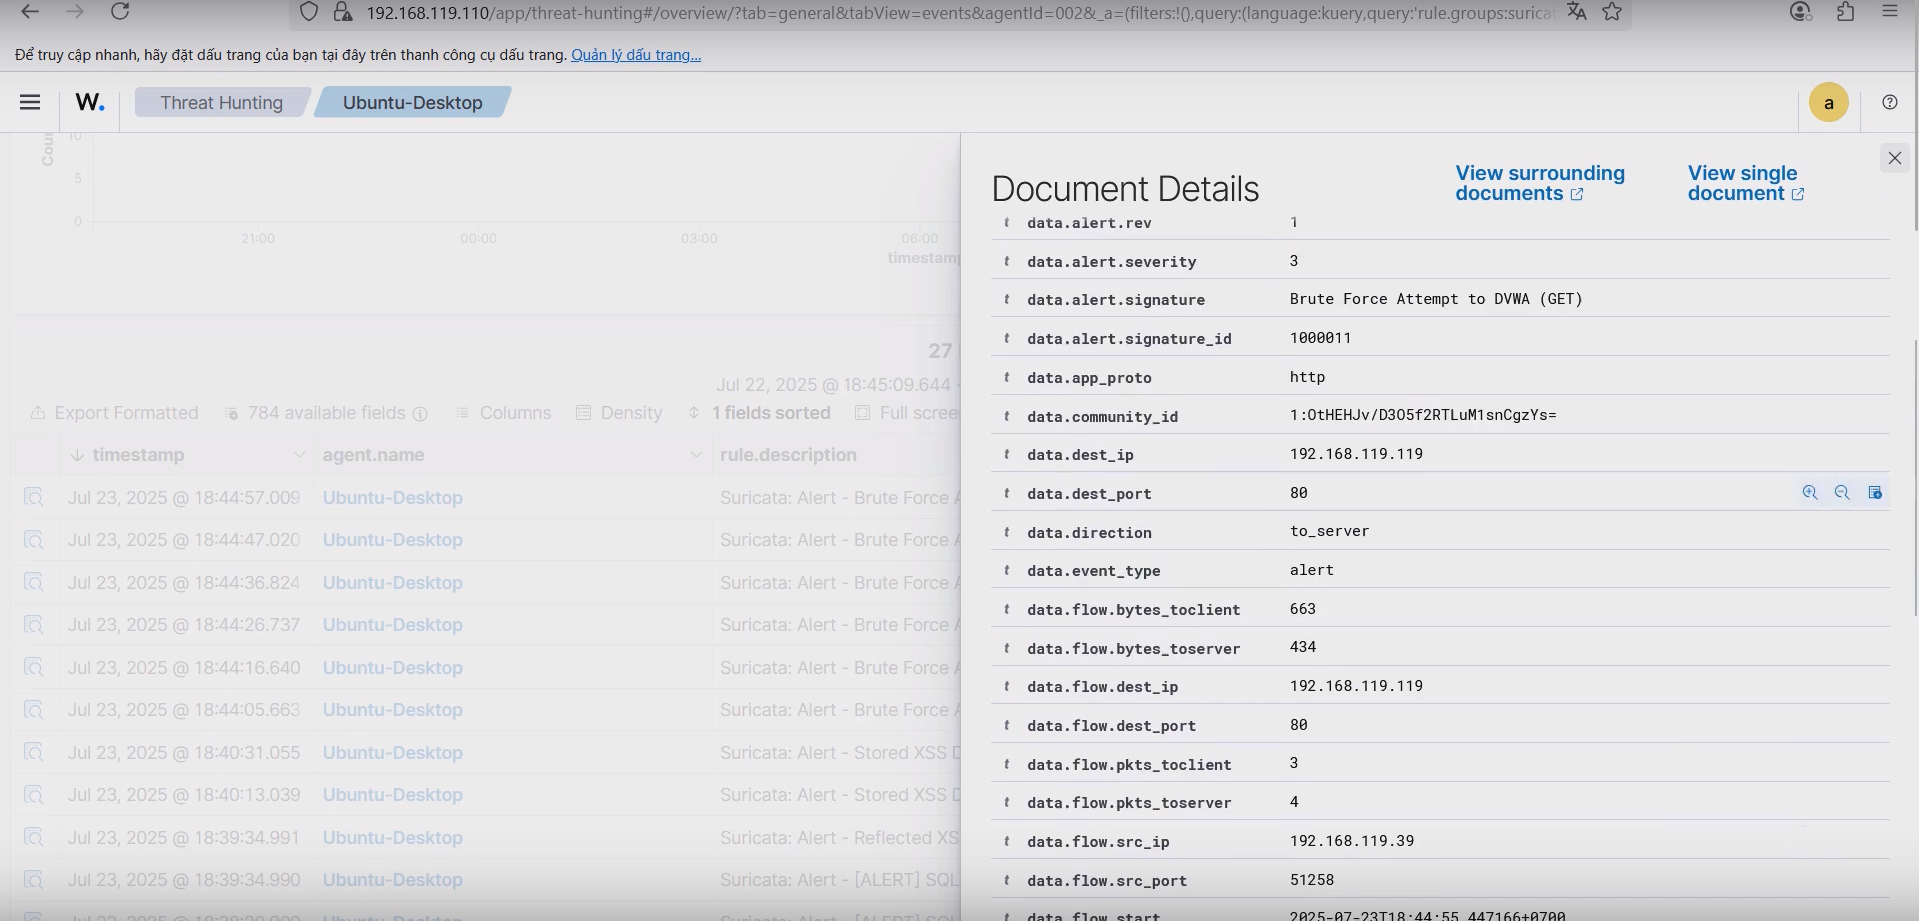 192.168.119.110/app/threat-hunting#/overview/?tab=general&tabView=events&agentId=002&_a=(filters:!(),query:(language:kuery,query:'rule.groups:surica
Để truy cập nhanh, hãy đặt dấu trang của bạn tại đây trên thanh công cụ dấu trang. Quản lý dấu trang...
W. Threat Hunting Ubuntu-Desktop a
Document Details
View surrounding documents
View single document
Cou
10
5
0
21:00 00:00 03:00 06:00
timestamp
27
Jul 22, 2025 @ 18:45:09.644 -
Export Formatted 784 available fields Columns Density 1 fields sorted Full scree
timestamp agent.name rule.description
Jul 23, 2025 @ 18:44:57.009 Ubuntu-Desktop Suricata: Alert - Brute Force A
Jul 23, 2025 @ 18:44:47.020 Ubuntu-Desktop Suricata: Alert - Brute Force A
Jul 23, 2025 @ 18:44:36.824 Ubuntu-Desktop Suricata: Alert - Brute Force A
Jul 23, 2025 @ 18:44:26.737 Ubuntu-Desktop Suricata: Alert - Brute Force A
Jul 23, 2025 @ 18:44:16.640 Ubuntu-Desktop Suricata: Alert - Brute Force A
Jul 23, 2025 @ 18:44:05.663 Ubuntu-Desktop Suricata: Alert - Brute Force A
Jul 23, 2025 @ 18:40:31.055 Ubuntu-Desktop Suricata: Alert - Stored XSS D
Jul 23, 2025 @ 18:40:13.039 Ubuntu-Desktop Suricata: Alert - Stored XSS D
Jul 23, 2025 @ 18:39:34.991 Ubuntu-Desktop Suricata: Alert - Reflected XS
Jul 23, 2025 @ 18:39:34.990 Ubuntu-Desktop Suricata: Alert - [ALERT] SQL
t data.alert.rev 1
t data.alert.severity 3
t data.alert.signature Brute Force Attempt to DVWA (GET)
t data.alert.signature_id 1000011
t data.app_proto http
t data.community_id 1:OtHEHJv/D3O5f2RTLuM1snCgzYs=
t data.dest_ip 192.168.119.119
t data.dest_port 80
t data.direction to_server
t data.event_type alert
t data.flow.bytes_toclient 663
t data.flow.bytes_toserver 434
t data.flow.dest_ip 192.168.119.119
t data.flow.dest_port 80
t data.flow.pkts_toclient 3
t data.flow.pkts_toserver 4
t data.flow.src_ip 192.168.119.39
t data.flow.src_port 51258
data.flow.start 2025-07-23T18:44:55.447166+0700